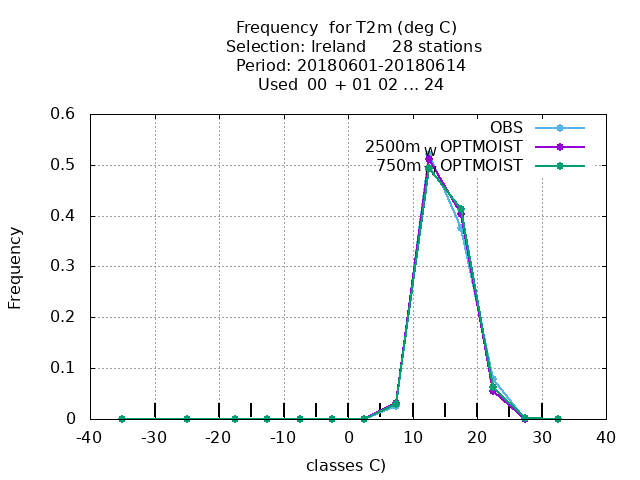 Frequency  for T2m (deg C)
Selection: Ireland     28 stations
Period: 20180601-20180614
Used  00  + 01 02 ... 24
OBS
2500m w OPTMOIST
750m w OPTMOIST
Frequency
0.6
0.5
0.4
0.3
0.2
0.1
0
-40 -30 -20 -10 0 10 20 30 40
classes C)